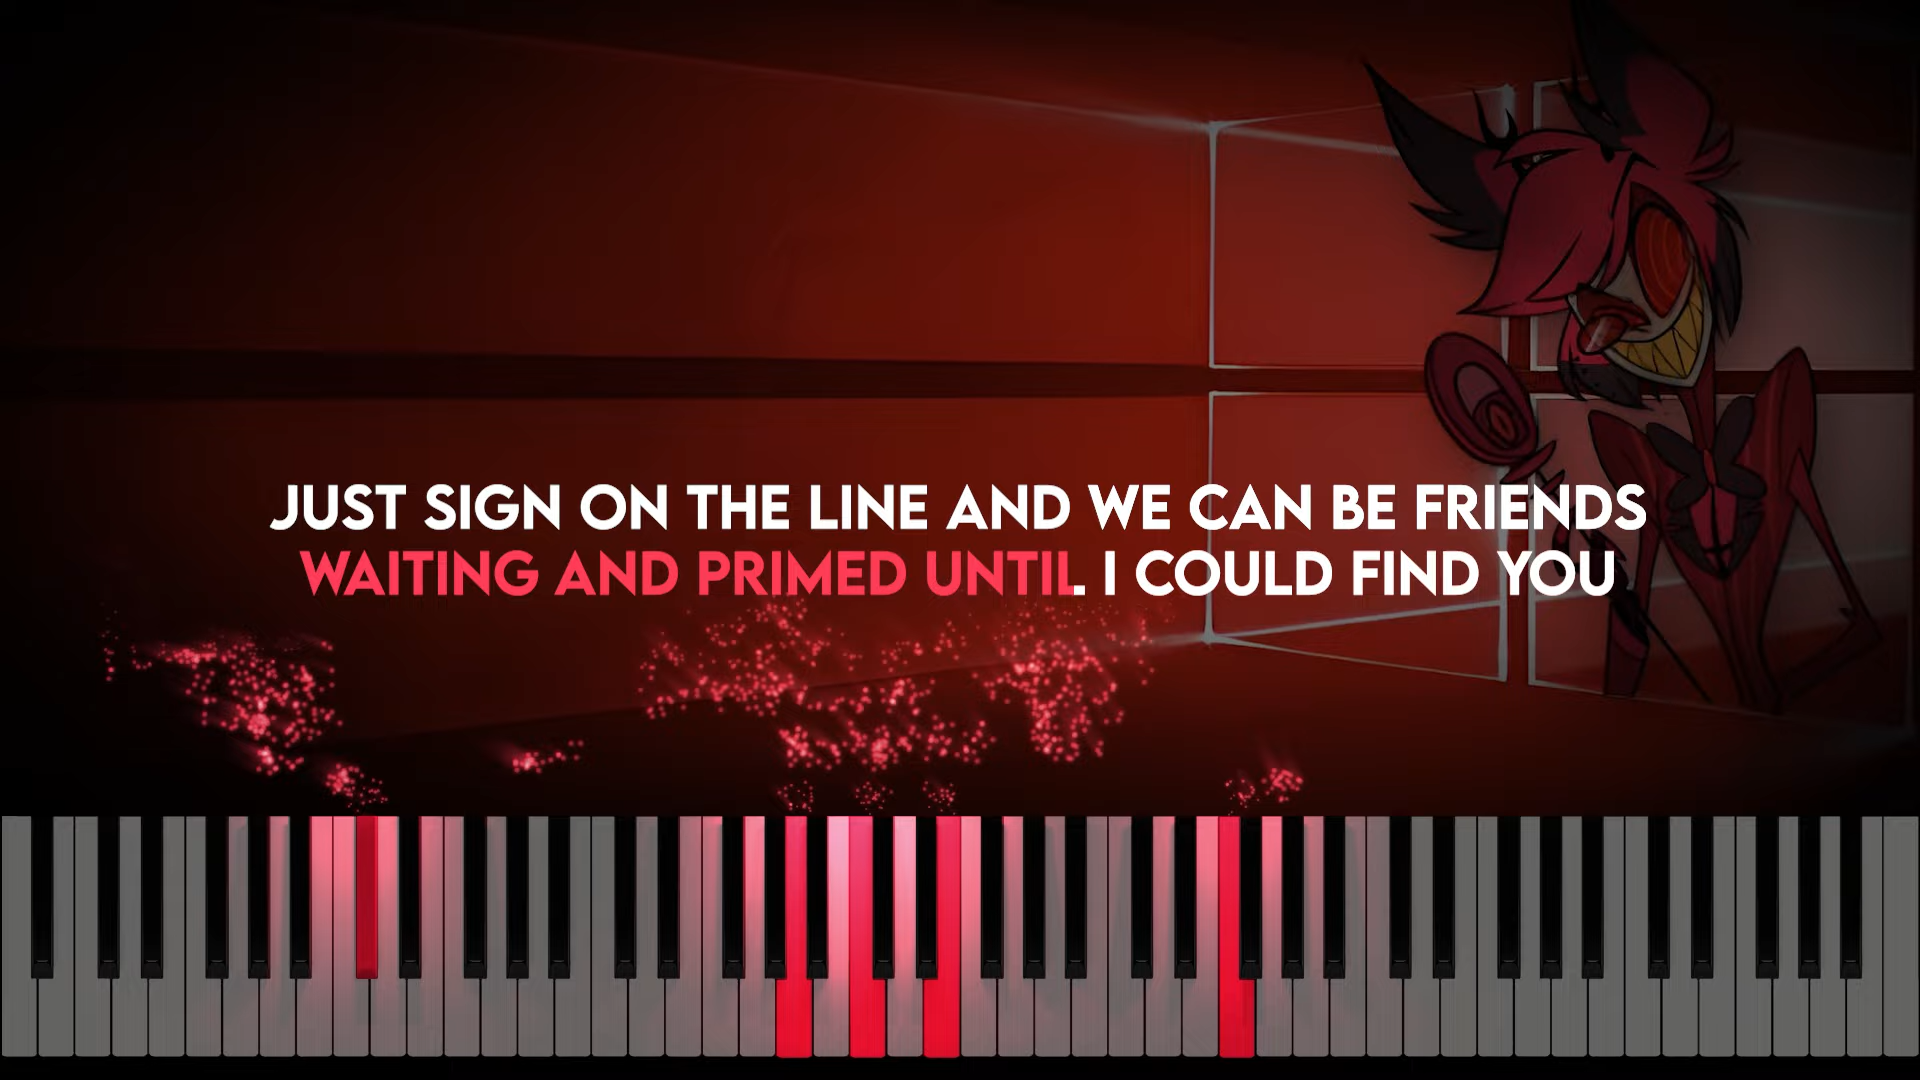 JUST SIGN ON THE LINE AND WE CAN BE FRIENDS
WAITING AND PRIMED UNTIL. I COULD FIND YOU